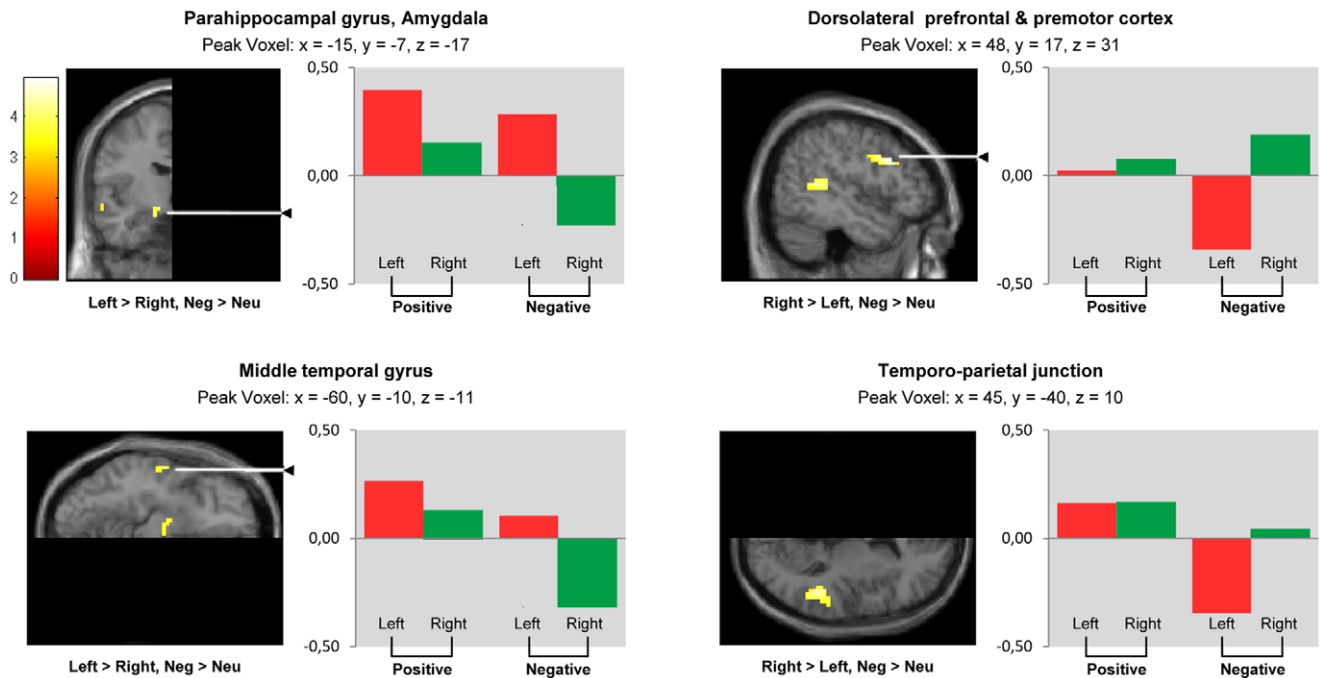 Parahippocampal gyrus, Amygdala
Peak Voxel: x = -15, y = -7, z = -17
4
3
2
1
0
0,50
0,00
-0,50
Left Right Left Right
Positive Negative
Left > Right, Neg > Neu
Dorsolateral prefrontal & premotor cortex
Peak Voxel: x = 48, y = 17, z = 31
0,50
0,00
-0,50
Left Right Left Right
Positive Negative
Right > Left, Neg > Neu
Middle temporal gyrus
Peak Voxel: x = -60, y = -10, z = -11
0,50
0,00
-0,50
Left Right Left Right
Positive Negative
Left > Right, Neg > Neu
Temporo-parietal junction
Peak Voxel: x = 45, y = -40, z = 10
0,50
0,00
-0,50
Left Right Left Right
Positive Negative
Right > Left, Neg > Neu